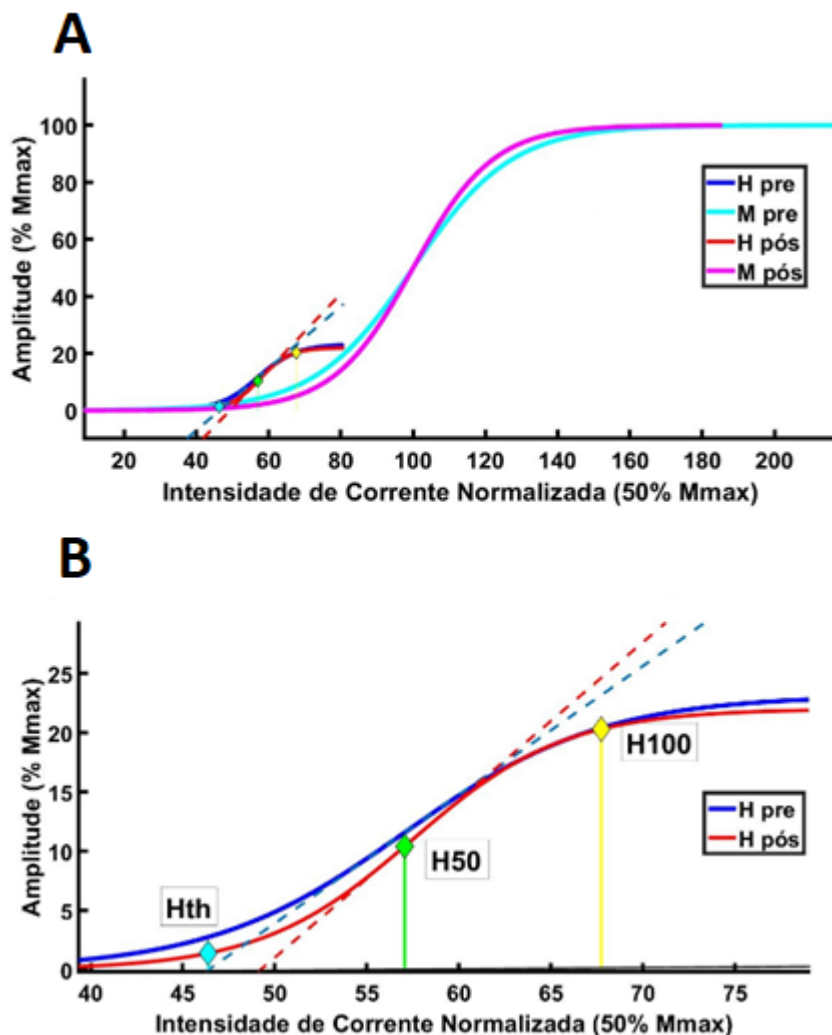 A
Amplitude (% Mmax)
100
80
60
40
20
0
H pre
M pre
H pós
M pós
20 40 60 80 100 120 140 160 180 200
Intensidade de Corrente Normalizada (50% Mmax)
B
Amplitude (% Mmax)
25
20
15
10
5
0
H100
H50
Hth
H pre
H pós
40 45 50 55 60 65 70 75
Intensidade de Corrente Normalizada (50% Mmax)